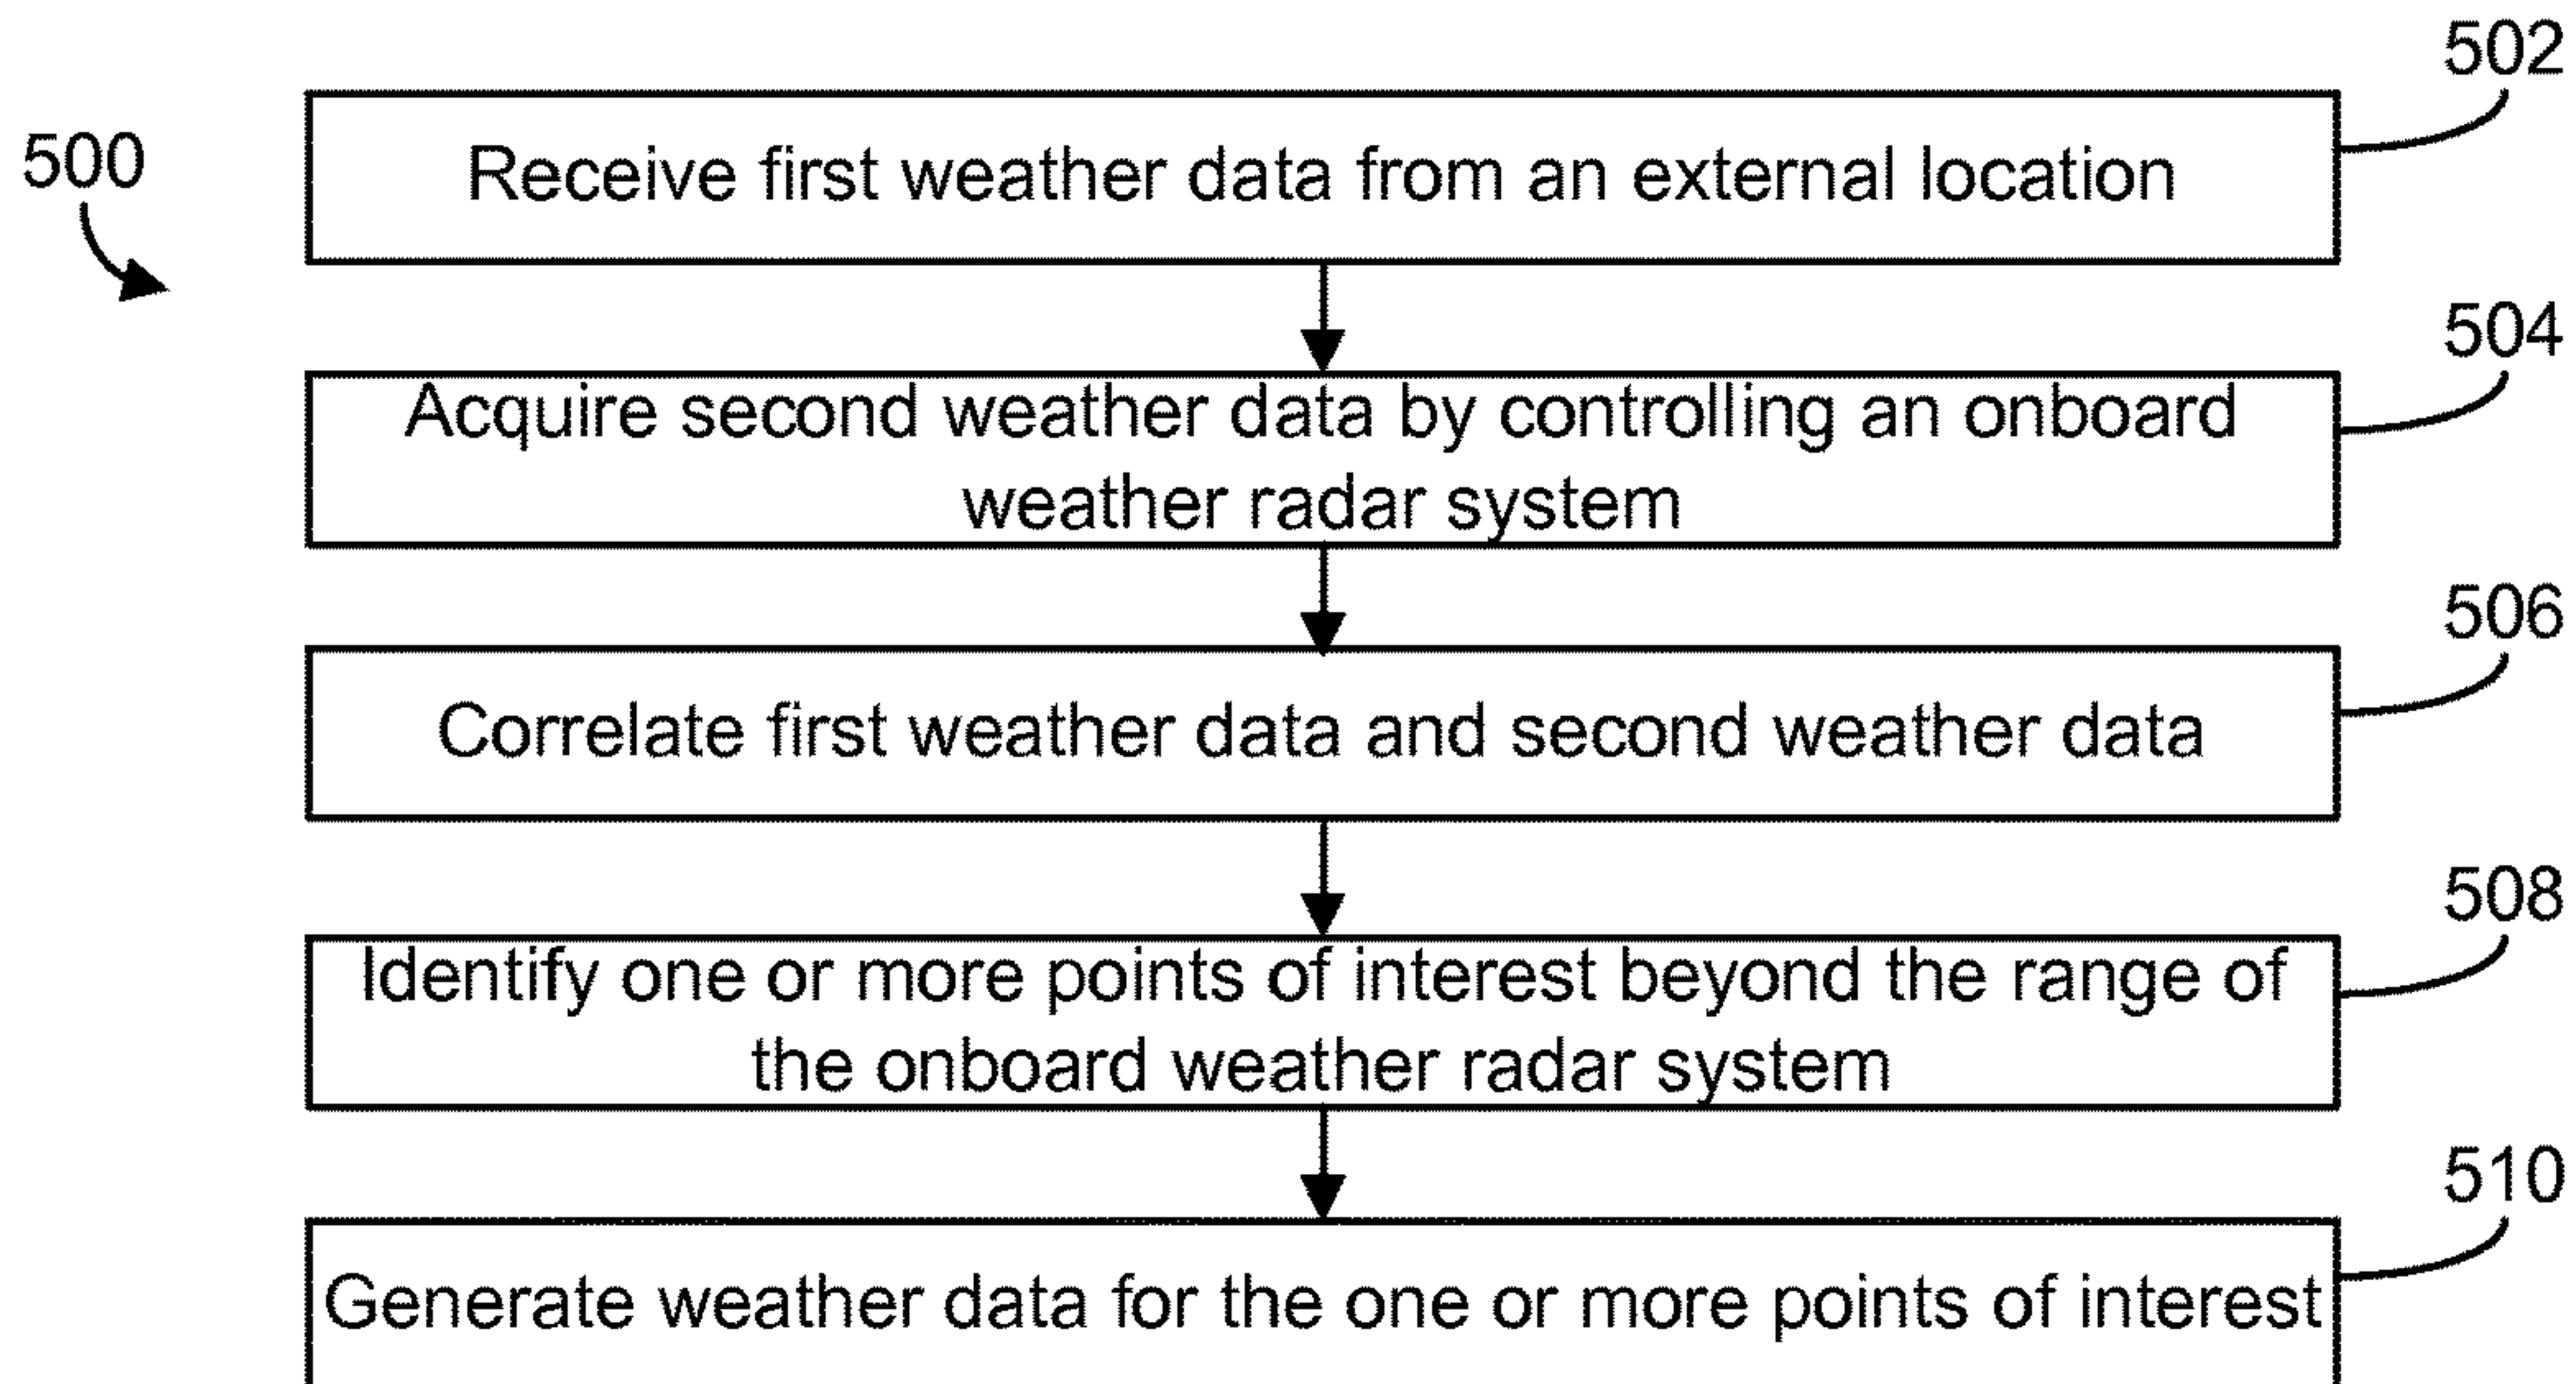 502
500
Receive first weather data from an external location
504
Acquire second weather data by controlling an onboard
weather radar system
506
Correlate first weather data and second weather data
508
Identify one or more points of interest beyond the range of
the onboard weather radar system
510
Generate weather data for the one or more points of interest